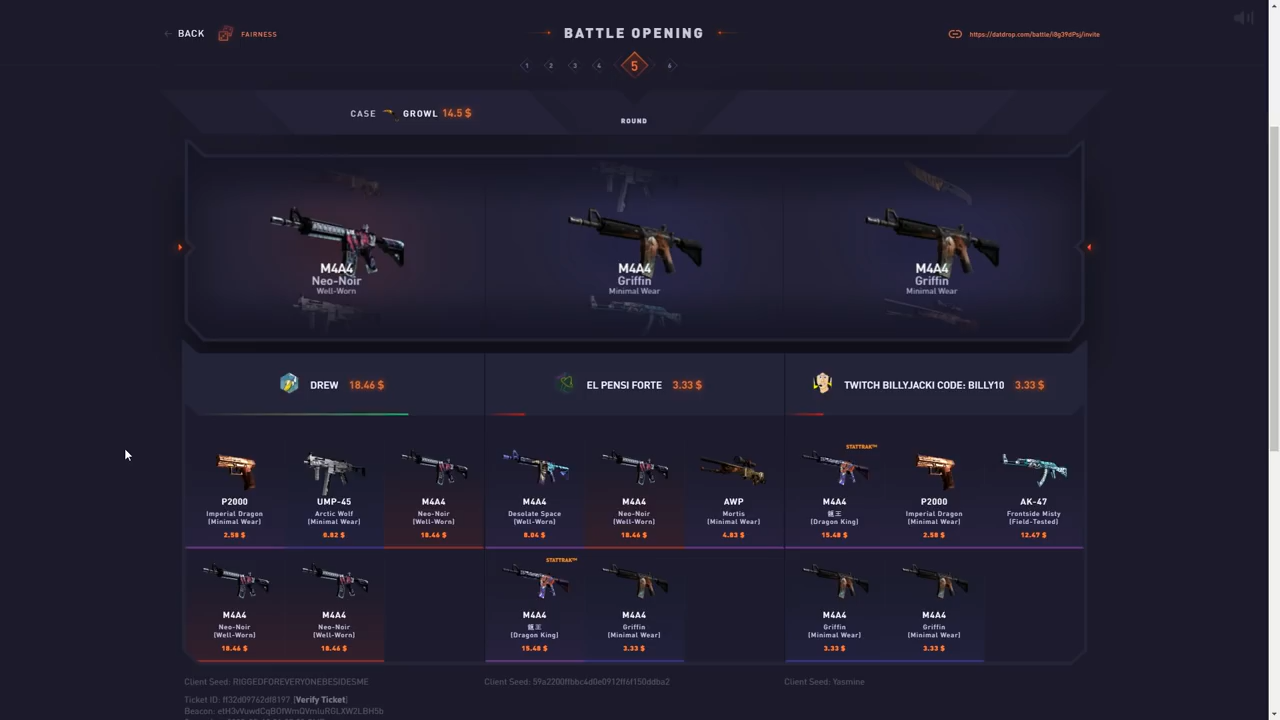 ← BACK
FAIRNESS
BATTLE OPENING
https://datdrop.com/battle/i8g39dPsj/invite
1 2 3 4 5 6
CASE GROWL 14.5 $
ROUND
M4A4
Neo-Noir
Well-Worn
M4A4
Griffin
Minimal Wear
M4A4
Griffin
Minimal Wear
DREW 18.46 $
EL PENSI FORTE 3.33 $
TWITCH BILLYJACKI CODE: BILLY10 3.33 $
P2000
Imperial Dragon
(Minimal Wear)
2.58 $
UMP-45
Arctic Wolf
(Minimal Wear)
0.82 $
M4A4
Neo-Noir
(Well-Worn)
18.46 $
M4A4
Desolate Space
(Well-Worn)
8.04 $
M4A4
Neo-Noir
(Well-Worn)
18.46 $
AWP
Mortis
(Minimal Wear)
4.83 $
STATTRAK™
M4A4
龍王
(Dragon King)
15.48 $
P2000
Imperial Dragon
(Minimal Wear)
2.58 $
AK-47
Frontside Misty
(Field-Tested)
12.47 $
M4A4
Neo-Noir
(Well-Worn)
18.46 $
M4A4
Neo-Noir
(Well-Worn)
18.46 $
STATTRAK™
M4A4
龍王
(Dragon King)
15.48 $
M4A4
Griffin
(Minimal Wear)
3.33 $
M4A4
Griffin
(Minimal Wear)
3.33 $
M4A4
Griffin
(Minimal Wear)
3.33 $
Client Seed: RIGGEDFOREVERYONEBESIDESME
Client Seed: 59a2200ffbbc4d0e0912ff6f150ddba2
Client Seed: Yasmine
Ticket ID: ff32d09762df8197 (Verify Ticket)